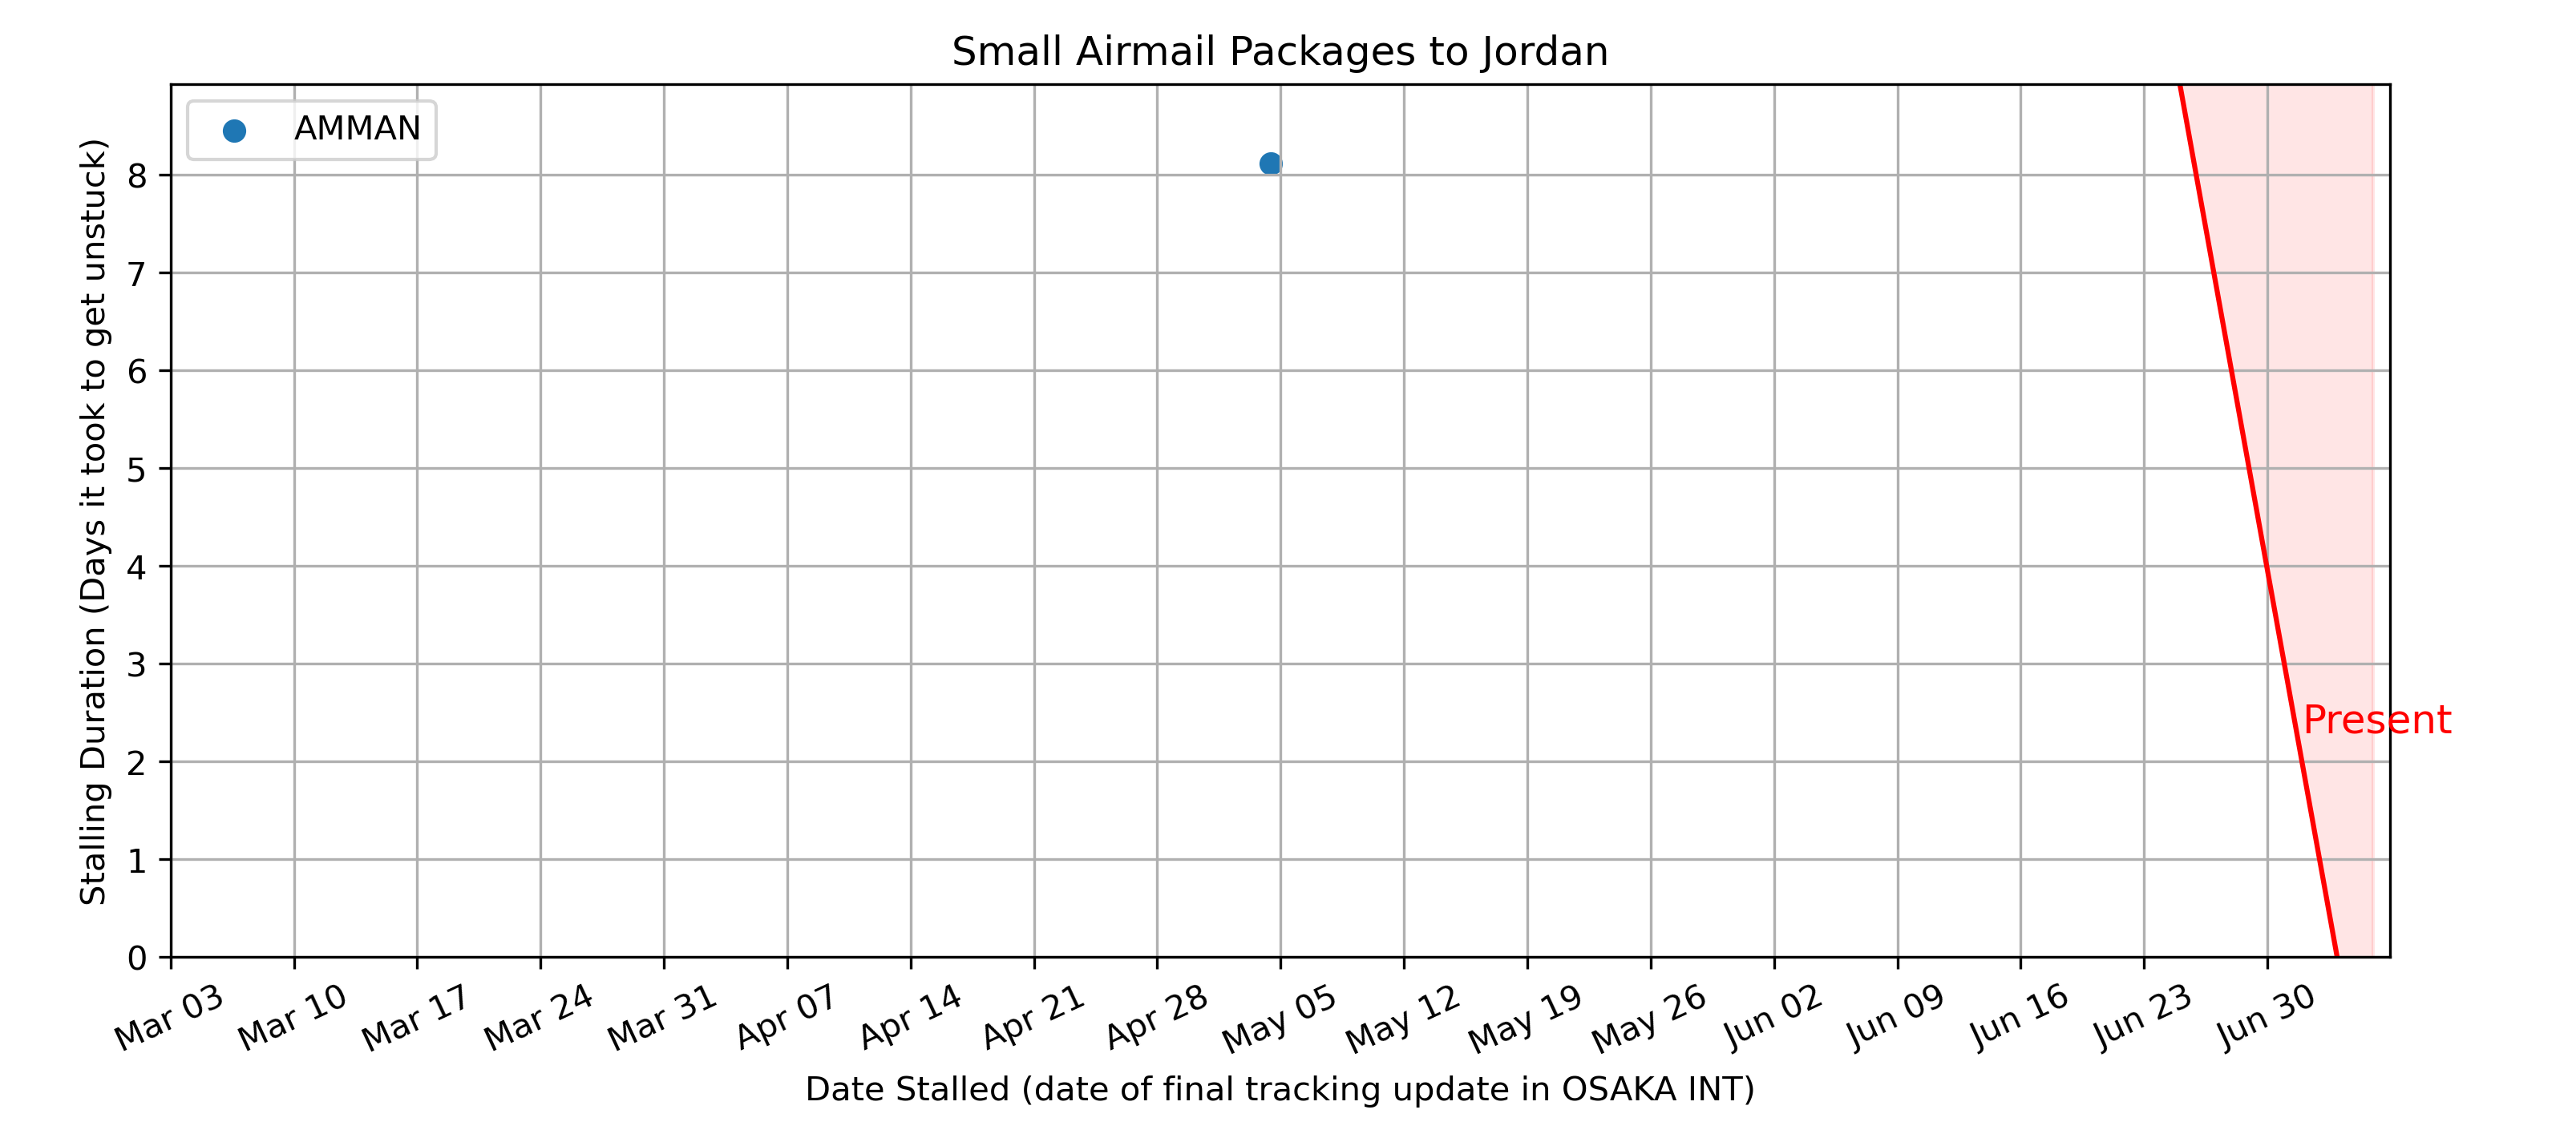 Small Airmail Packages to Jordan
AMMAN
Stalling Duration (Days it took to get unstuck)
8
7
6
5
4
3
2
1
0
Present
Mar 03
Mar 10
Mar 17
Mar 24
Mar 31
Apr 07
Apr 14
Apr 21
Apr 28
May 05
May 12
May 19
May 26
Jun 02
Jun 09
Jun 16
Jun 23
Jun 30
Date Stalled (date of final tracking update in OSAKA INT)